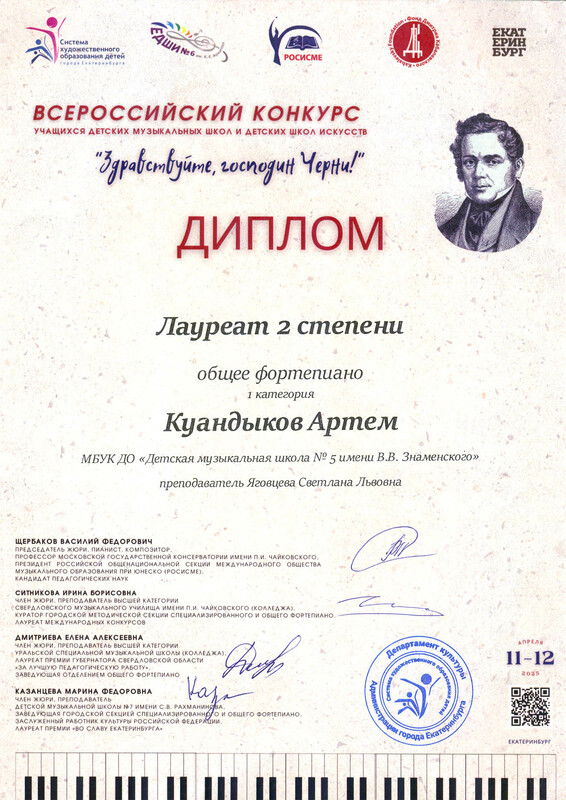 Система
художественного
образования детей
города Екатеринбурга
ЕДШИ №6
РОСИСМЕ
ЕКАТ
ЕРИН
БУРГ
ВСЕРОССИЙСКИЙ КОНКУРС
УЧАЩИХСЯ ДЕТСКИХ МУЗЫКАЛЬНЫХ ШКОЛ И ДЕТСКИХ ШКОЛ ИСКУССТВ
"Здравствуйте, господин Черни!"
ДИПЛОМ
Лауреат 2 степени
общее фортепиано
1 категория
Куандыков Артем
МБУК ДО «Детская музыкальная школа № 5 имени В.В. Знаменского»
преподаватель Яговцева Светлана Львовна
ЩЕРБАКОВ ВАСИЛИЙ ФЕДОРОВИЧ
ПРЕДСЕДАТЕЛЬ ЖЮРИ, ПИАНИСТ, КОМПОЗИТОР,
ПРОФЕССОР МОСКОВСКОЙ ГОСУДАРСТВЕННОЙ КОНСЕРВАТОРИИ ИМЕНИ П.И. ЧАЙКОВСКОГО,
ПРЕЗИДЕНТ РОССИЙСКОЙ ОБЩЕНАЦИОНАЛЬНОЙ СЕКЦИИ МЕЖДУНАРОДНОГО ОБЩЕСТВА
МУЗЫКАЛЬНОГО ОБРАЗОВАНИЯ ПРИ ЮНЕСКО (РОСИСМЕ),
КАНДИДАТ ПЕДАГОГИЧЕСКИХ НАУК
СИТНИКОВА ИРИНА БОРИСОВНА
ЧЛЕН ЖЮРИ, ПРЕПОДАВАТЕЛЬ ВЫСШЕЙ КАТЕГОРИИ
СВЕРДЛОВСКОГО МУЗЫКАЛЬНОГО УЧИЛИЩА ИМЕНИ П.И. ЧАЙКОВСКОГО (КОЛЛЕДЖА),
КУРАТОР ГОРОДСКОЙ МЕТОДИЧЕСКОЙ СЕКЦИИ СПЕЦИАЛИЗИРОВАННОГО И ОБЩЕГО ФОРТЕПИАНО,
ЛАУРЕАТ МЕЖДУНАРОДНЫХ КОНКУРСОВ
ДМИТРИЕВА ЕЛЕНА АЛЕКСЕЕВНА
ЧЛЕН ЖЮРИ, ПРЕПОДАВАТЕЛЬ ВЫСШЕЙ КАТЕГОРИИ
УРАЛЬСКОЙ СПЕЦИАЛЬНОЙ МУЗЫКАЛЬНОЙ ШКОЛЫ (КОЛЛЕДЖА),
ЛАУРЕАТ ПРЕМИИ ГУБЕРНАТОРА СВЕРДЛОВСКОЙ ОБЛАСТИ
«ЗА ЛУЧШУЮ ПЕДАГОГИЧЕСКУЮ РАБОТУ»,
ЗАВЕДУЮЩАЯ ОТДЕЛЕНИЕМ ОБЩЕГО ФОРТЕПИАНО
КАЗАНЦЕВА МАРИНА ФЕДОРОВНА
ЧЛЕН ЖЮРИ, ПРЕПОДАВАТЕЛЬ
ДЕТСКОЙ МУЗЫКАЛЬНОЙ ШКОЛЫ №7 ИМЕНИ С.В. РАХМАНИНОВА,
ЗАВЕДУЮЩАЯ ГОРОДСКОЙ СЕКЦИЕЙ СПЕЦИАЛИЗИРОВАННОГО И ОБЩЕГО ФОРТЕПИАНО,
ЗАСЛУЖЕННЫЙ РАБОТНИК КУЛЬТУРЫ РОССИЙСКОЙ ФЕДЕРАЦИИ,
ЛАУРЕАТ ПРЕМИИ «ВО СЛАВУ ЕКАТЕРИНБУРГА»
Департамент культуры
Администрации города Екатеринбурга
Система художественного образования детей
АПРЕЛЯ
11-12
2025
ЕКАТЕРИНБУРГ